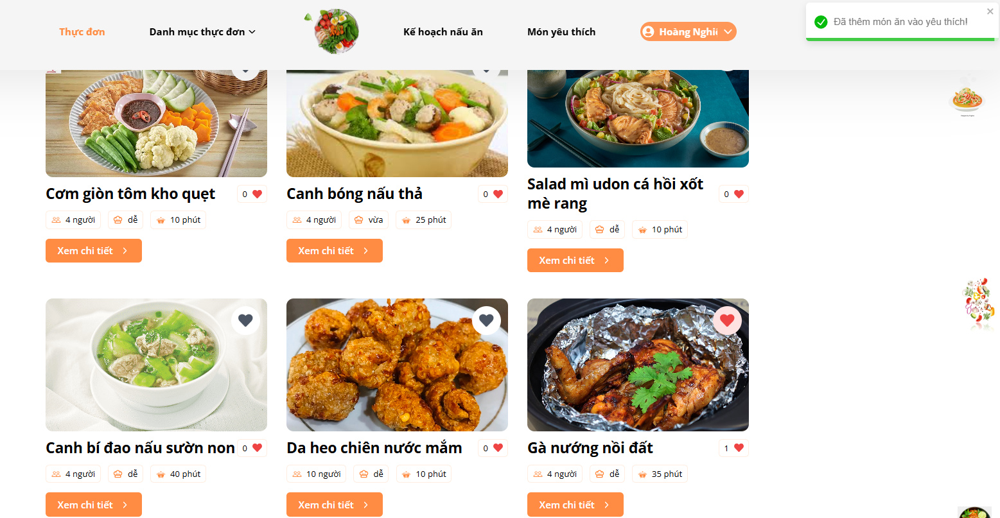 Thực đơn
Danh mục thực đơn
Kế hoạch nấu ăn
Món yêu thích
Hoàng Nghiệ
Đã thêm món ăn vào yêu thích!
Cơm giòn tôm kho quẹt
0
4 người
dễ
10 phút
Xem chi tiết
Canh bóng nấu thả
0
4 người
vừa
25 phút
Xem chi tiết
Salad mì udon cá hồi xốt
mè rang
0
4 người
dễ
10 phút
Xem chi tiết
Canh bí đao nấu sườn non
0
4 người
dễ
40 phút
Xem chi tiết
Da heo chiên nước mắm
0
10 người
dễ
10 phút
Xem chi tiết
Gà nướng nồi đất
1
4 người
dễ
35 phút
Xem chi tiết